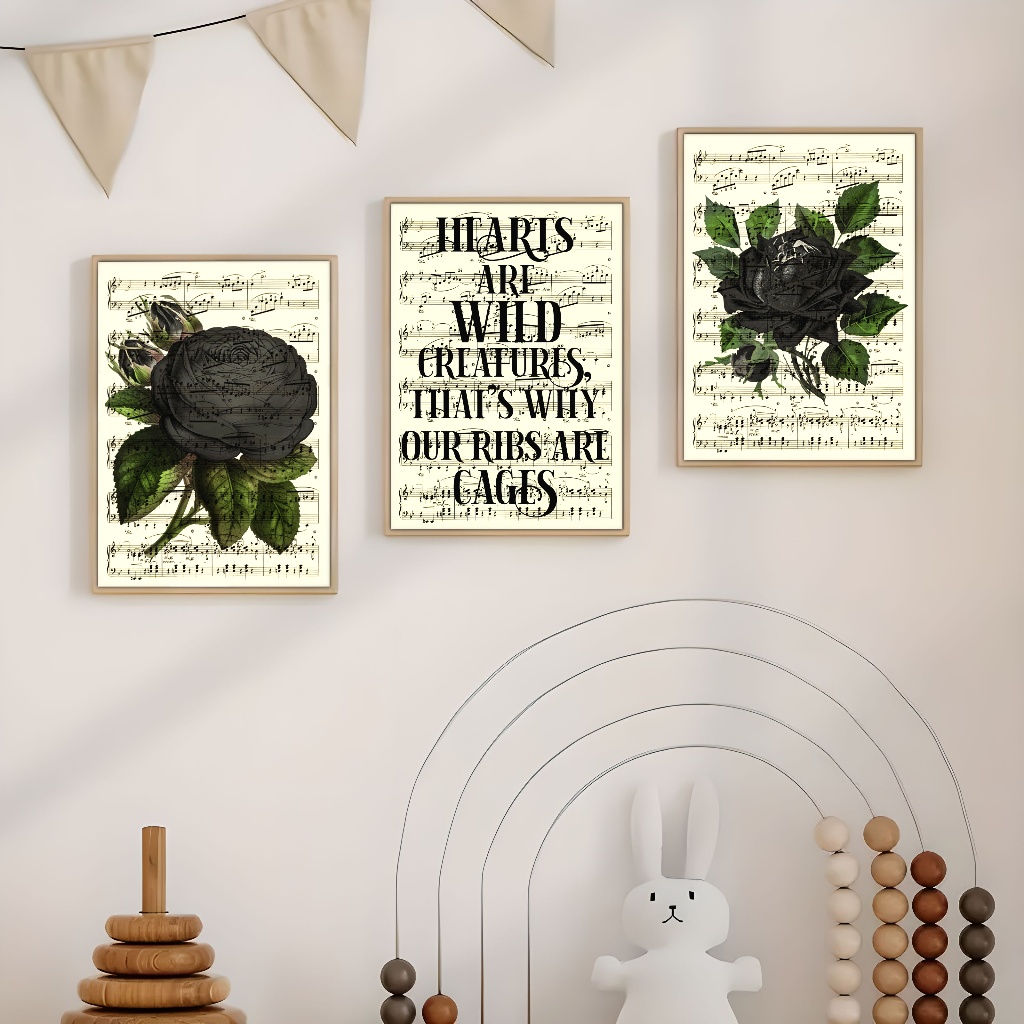 HEARTS
ARE
WILD
CREATURES,
THAT'S WHY
OUR RIBS ARE
CAGES